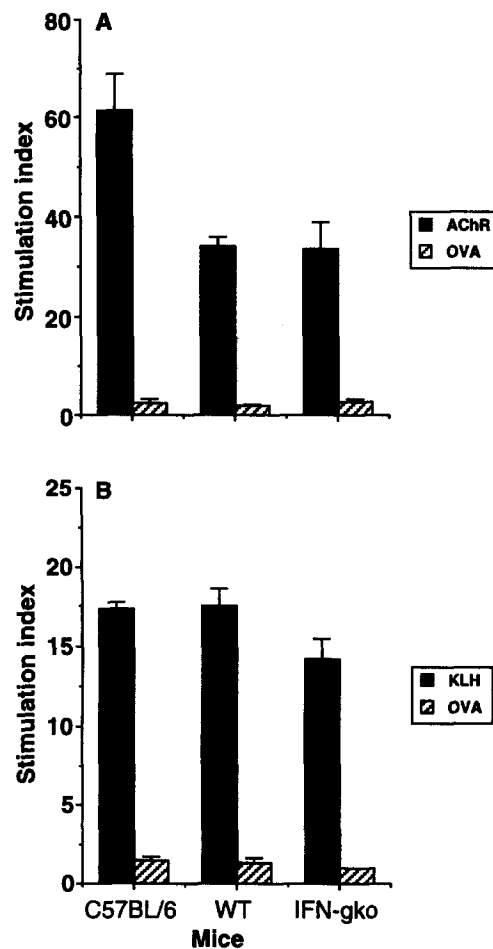 A
80
60
40
20
0
Stimulation index
AChR
OVA
B
25
20
15
10
5
0
Stimulation index
KLH
OVA
C57BL/6 WT IFN-gko
Mice